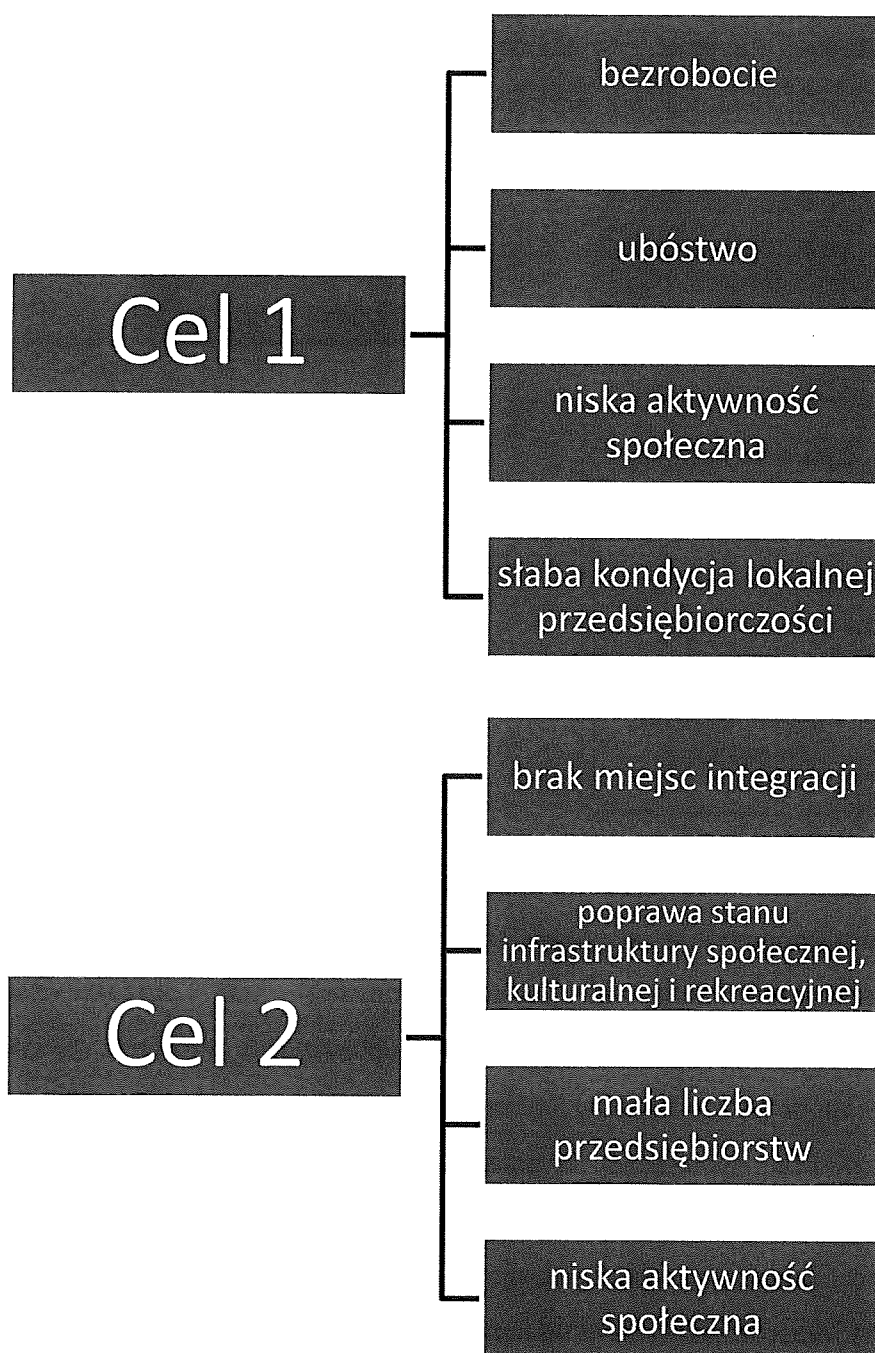 Cel 1
bezrobocie
ubóstwo
niska aktywność
społeczna
słaba kondycja lokalnej
przedsiębiorczości
Cel 2
brak miejsc integracji
poprawa stanu
infrastruktury społecznej,
kulturalnej i rekreacyjnej
mała liczba
przedsiębiorstw
niska aktywność
społeczna